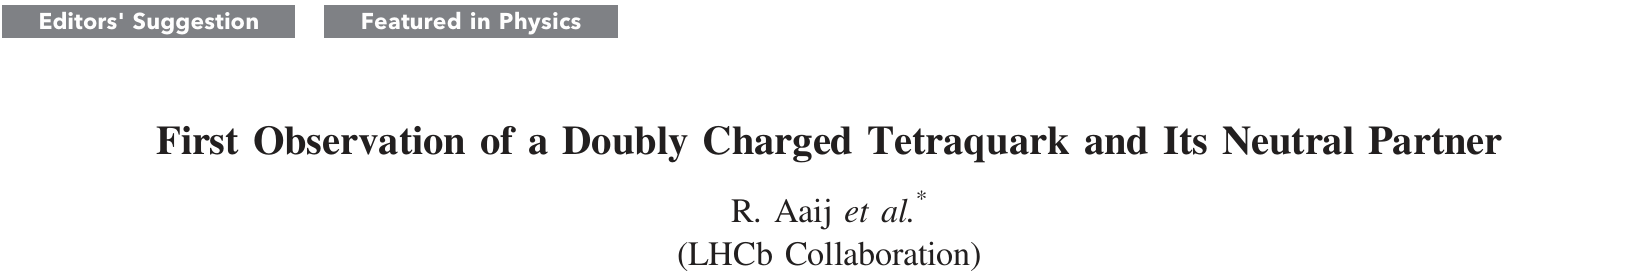 Editors' Suggestion Featured in Physics
First Observation of a Doubly Charged Tetraquark and Its Neutral Partner
R. Aaij et al.*
(LHCb Collaboration)